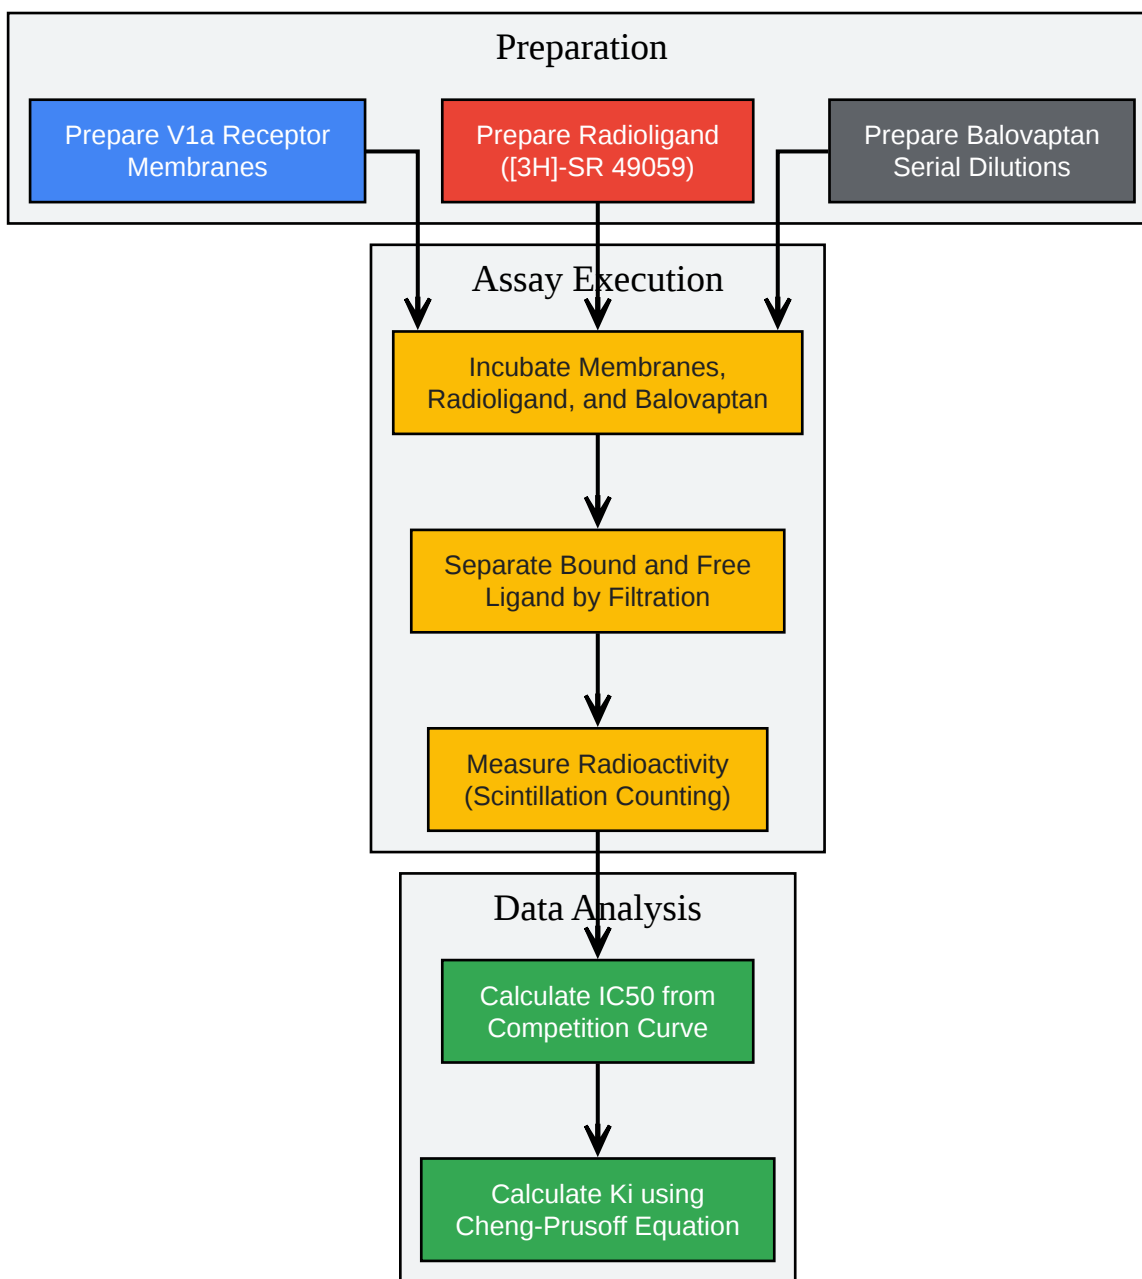 Preparation
Prepare V1a Receptor
Membranes
Prepare Radioligand
([3H]-SR 49059)
Prepare Balovaptan
Serial Dilutions
Assay Execution
Incubate Membranes,
Radioligand, and Balovaptan
Separate Bound and Free
Ligand by Filtration
Measure Radioactivity
(Scintillation Counting)
Data Analysis
Calculate IC50 from
Competition Curve
Calculate Ki using
Cheng-Prusoff Equation